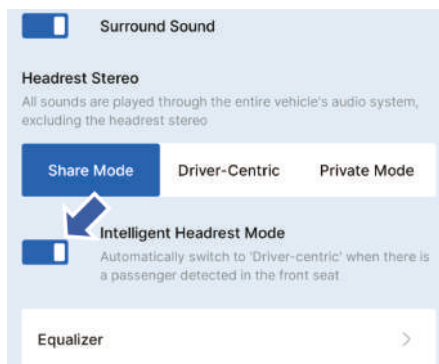 Surround Sound
Headrest Stereo
All sounds are played through the entire vehicle's audio system,
excluding the headrest stereo
Share Mode Driver-Centric Private Mode
Intelligent Headrest Mode
Automatically switch to 'Driver-centric' when there is
a passenger detected in the front seat
Equalizer